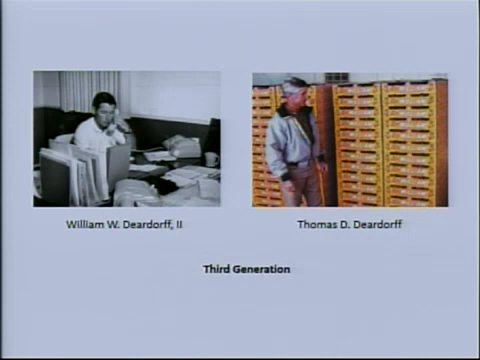 William W. Deardorff, II
Thomas D. Deardorff
Third Generation